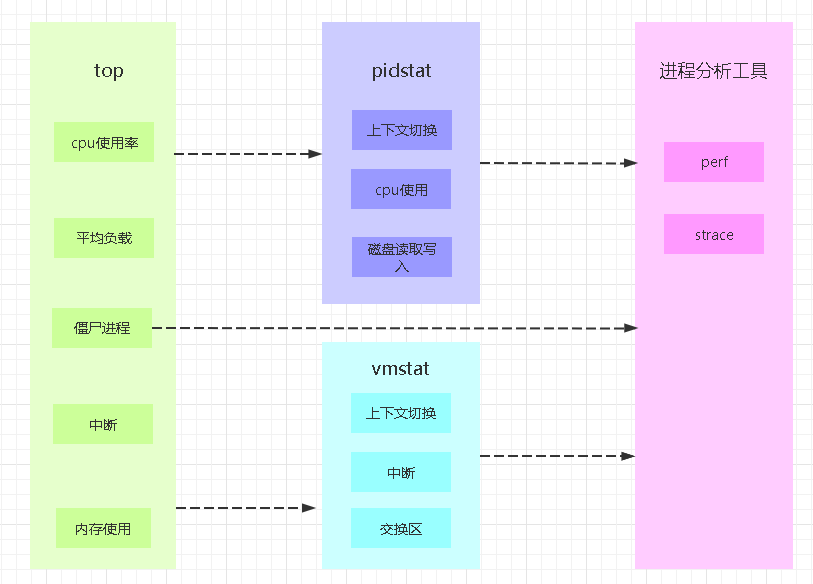 top
cpu使用率
平均负载
僵尸进程
中断
内存使用
pidstat
上下文切换
cpu使用
磁盘读取写
入
vmstat
上下文切换
中断
交换区
进程分析工具
perf
strace